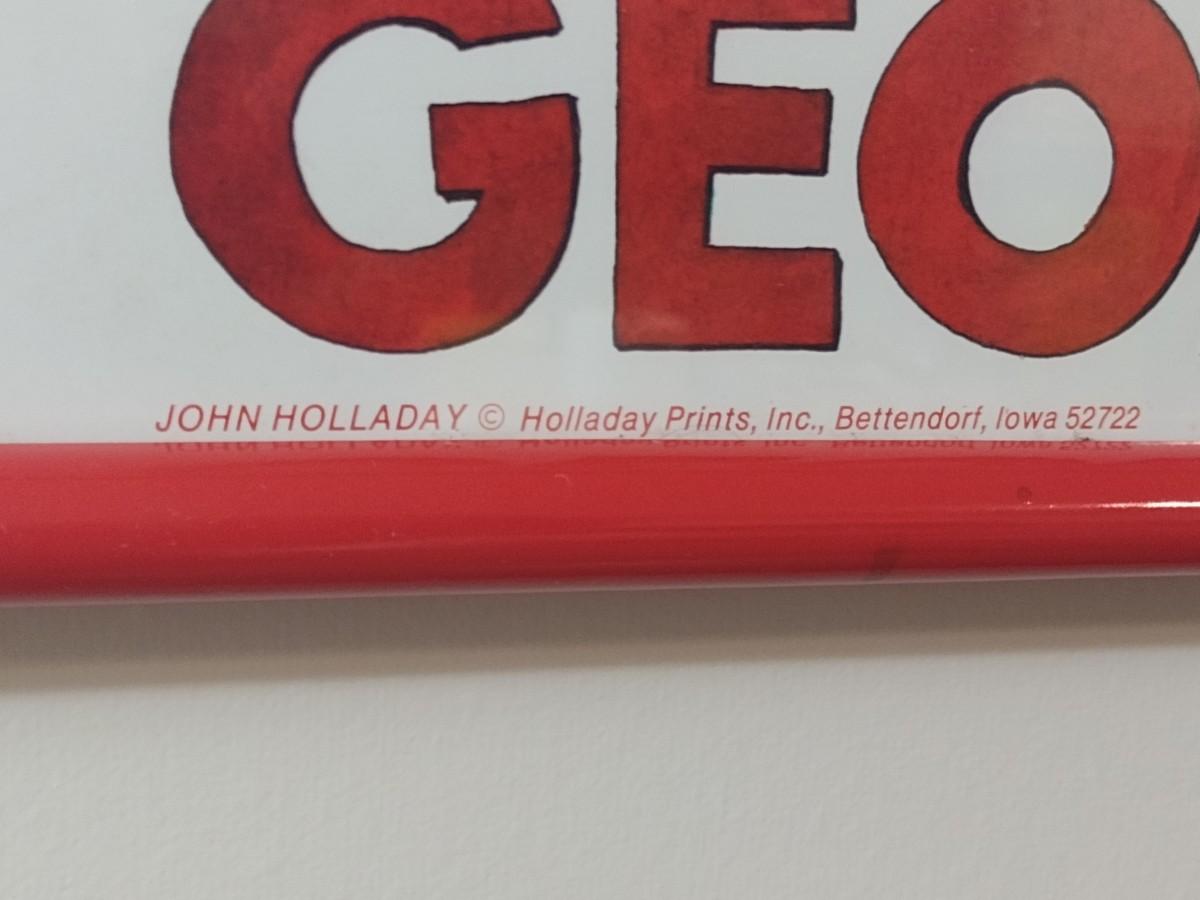 GEO
JOHN HOLLADAY © Holladay Prints, Inc., Bettendorf, Iowa 52722